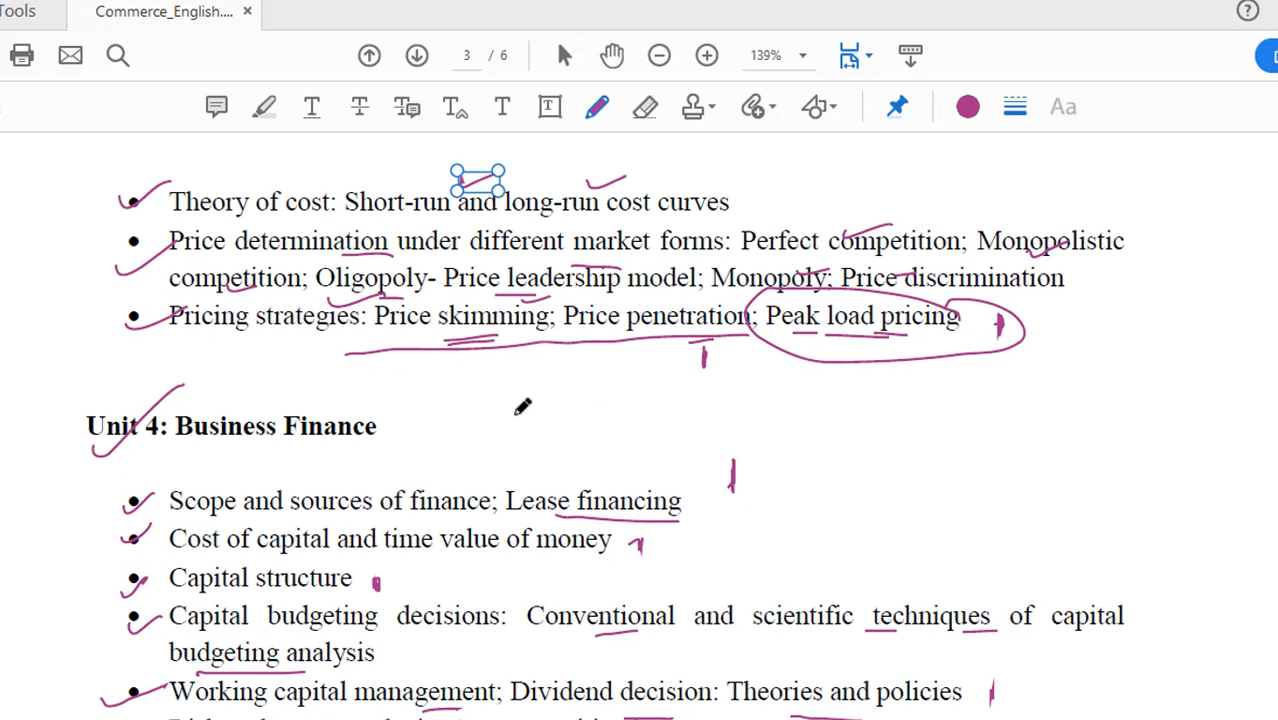 Tools
Commerce_English....
3 / 6
139%
Aa
• Theory of cost: Short-run and long-run cost curves
• Price determination under different market forms: Perfect competition; Monopolistic
competition; Oligopoly- Price leadership model; Monopoly; Price discrimination
• Pricing strategies: Price skimming; Price penetration; Peak load pricing
Unit 4: Business Finance
• Scope and sources of finance; Lease financing
• Cost of capital and time value of money
• Capital structure
• Capital budgeting decisions: Conventional and scientific techniques of capital
budgeting analysis
• Working capital management; Dividend decision: Theories and policies